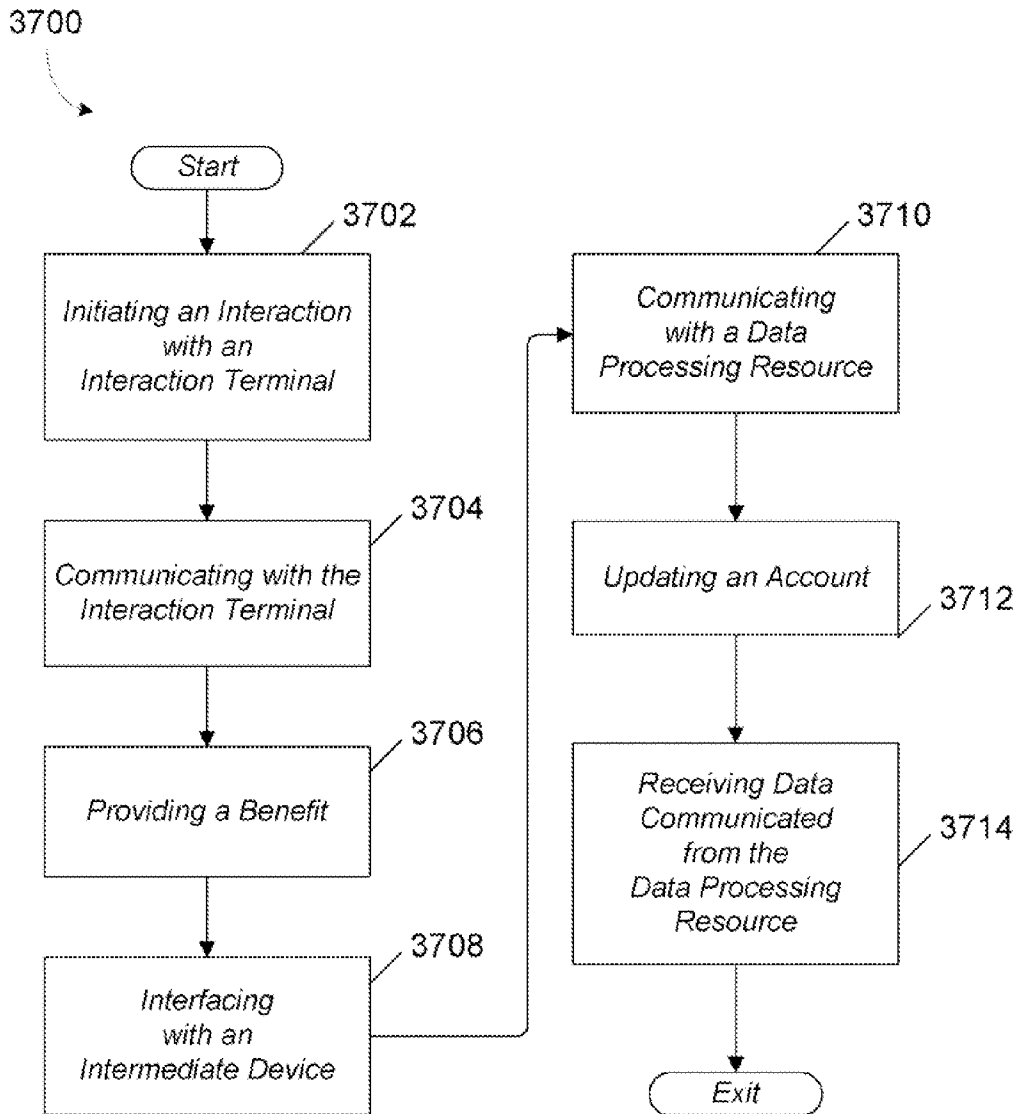 3700
Start
3702
Initiating an Interaction
with an
Interaction Terminal
3704
Communicating with the
Interaction Terminal
3706
Providing a Benefit
3708
Interfacing
with an
Intermediate Device
3710
Communicating
with a Data
Processing Resource
Updating an Account
3712
Receiving Data
Communicated
from the
Data Processing
Resource
3714
Exit